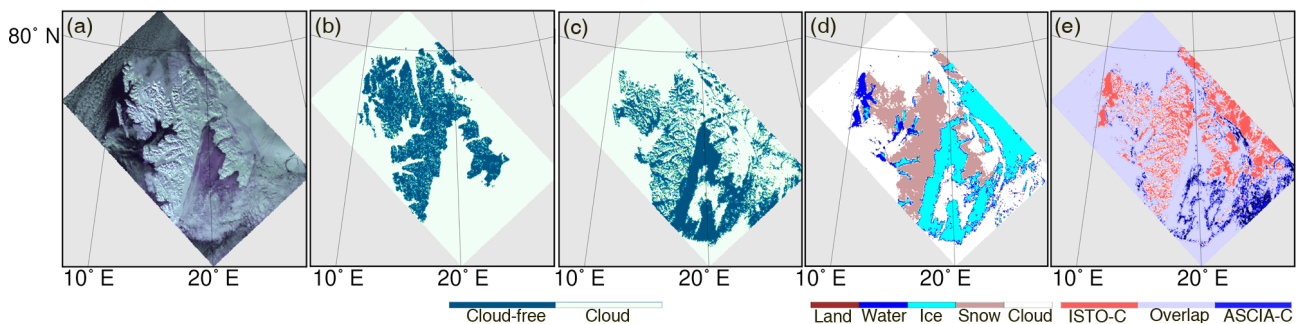 (a) (b) (c) (d) (e)
80° N
10° E 20° E 10° E 20° E 10° E 20° E 10° E 20° E 10° E 20° E
Cloud-free Cloud Land Water Ice Snow Cloud ISTO-C Overlap ASCIA-C